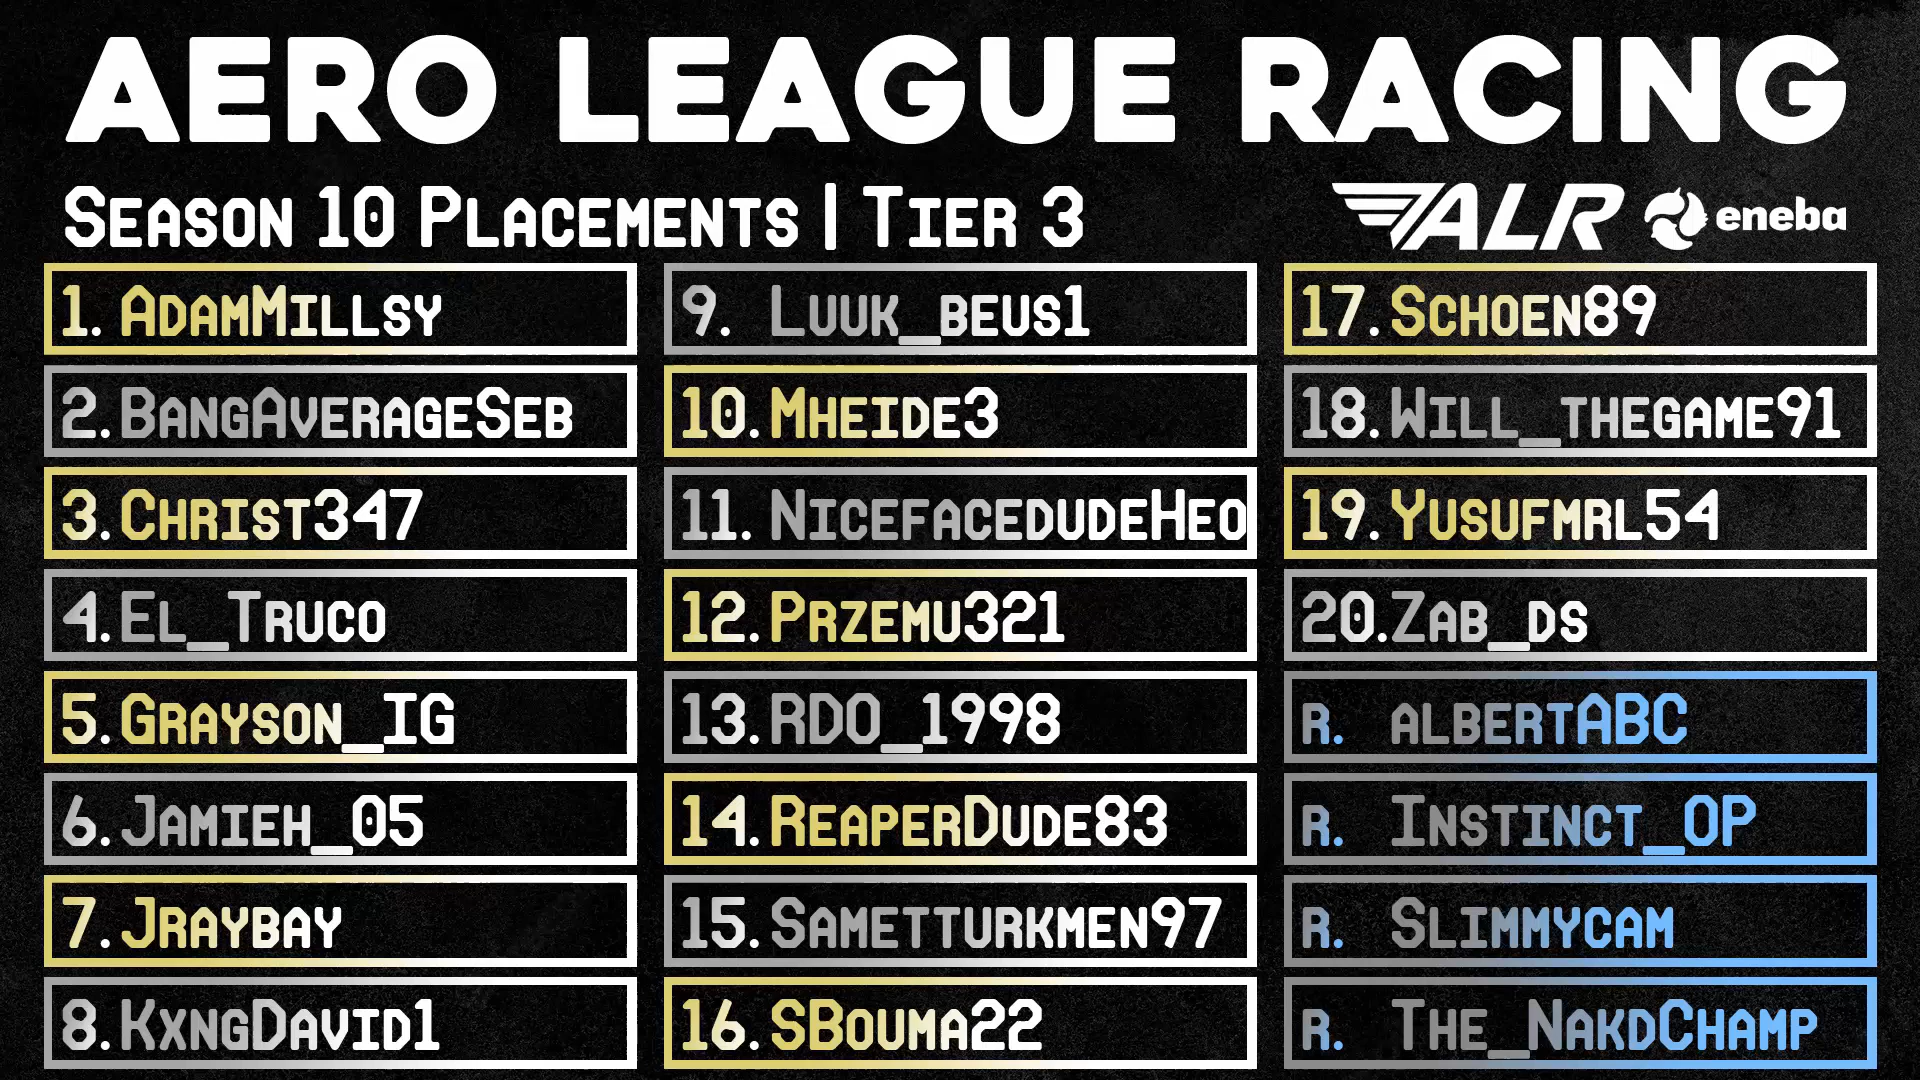 AERO LEAGUE RACING
Season 10 Placements | Tier 3
ALR eneba
1. AdamMillsy
2. BangAverageSeb
3. Christ347
4. El_Truco
5. Grayson_IG
6. Jamieh_05
7. Jraybay
8. KxngDavid1
9. Luuk_beus1
10. Mheide3
11. NicefacedudeHeo
12. Przemu321
13. RDO_1998
14. ReaperDude83
15. Sametturkmen97
16. SBouma22
17. Schoen89
18. Will_thegame91
19. Yusufmrl54
20. Zab_ds
r. albertABC
r. Instinct_OP
r. Slimmycam
r. The_NakdChamp